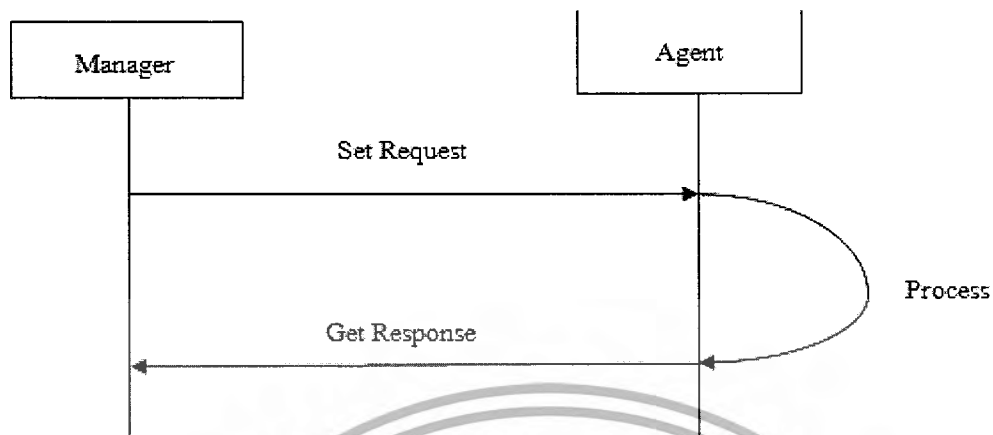 Manager
Agent
Set Request
Process
Get Response